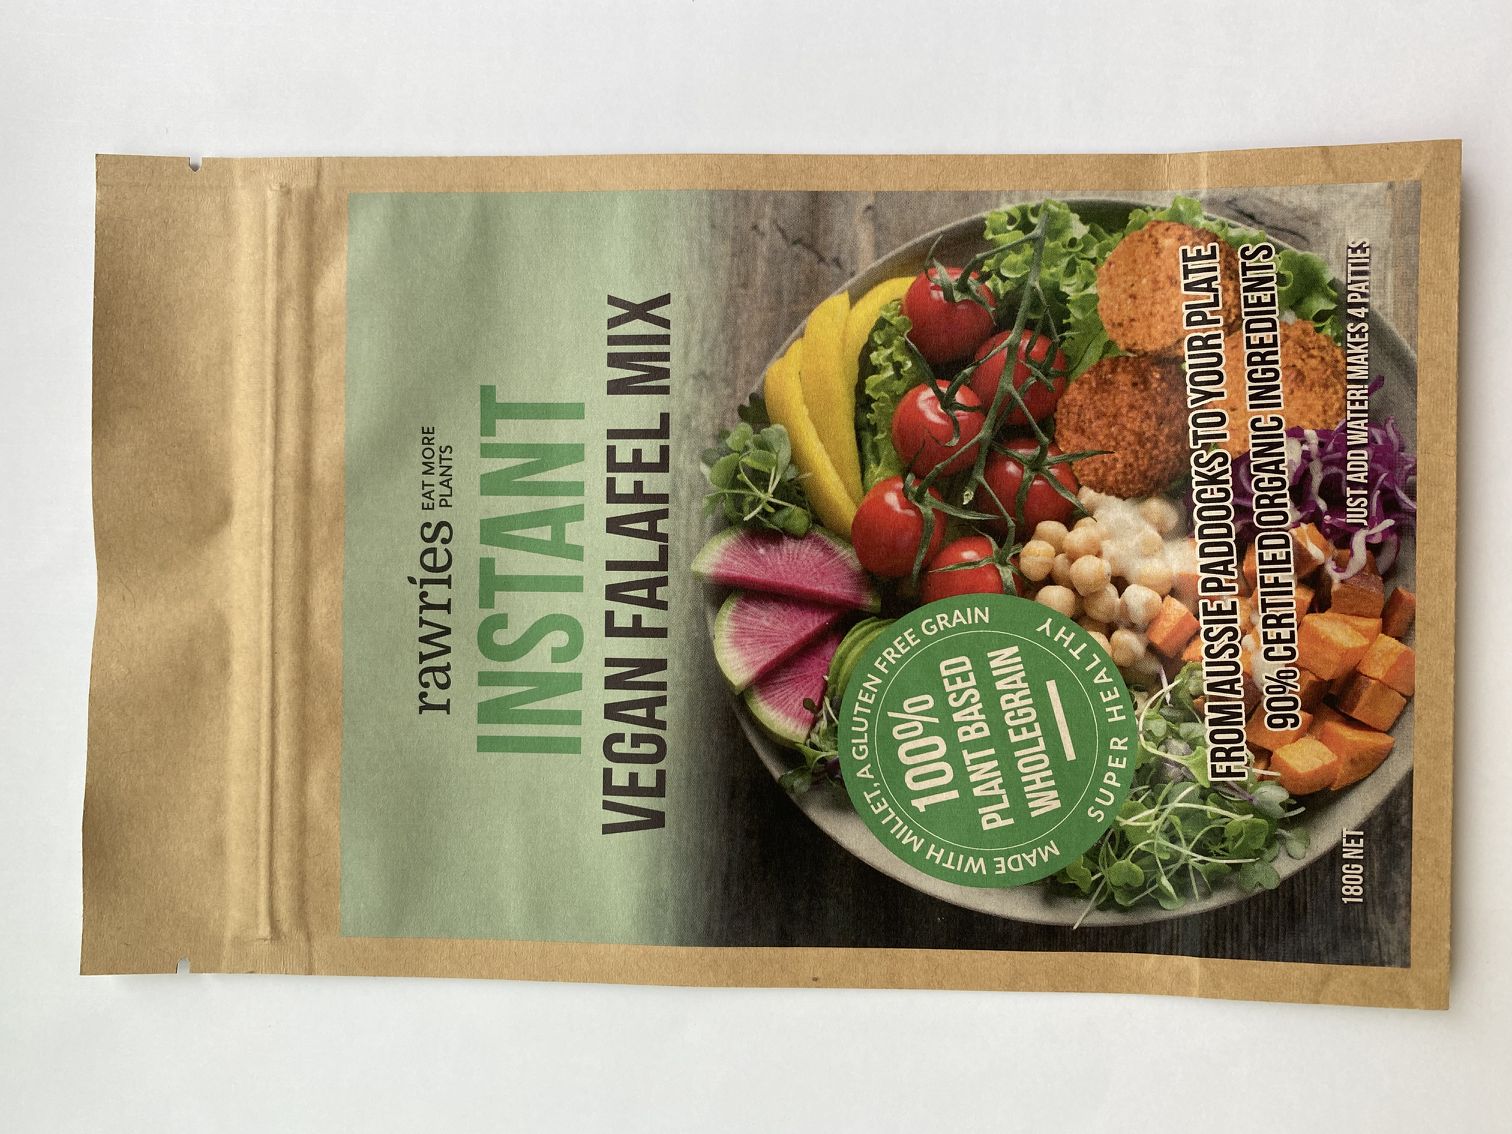 rawries
EAT MORE
PLANTS
INSTANT
VEGAN FALAFEL MIX
MADE WITH MILLET, A GLUTEN FREE GRAIN
100%
PLANT BASED
WHOLEGRAIN
SUPER HEALTHY
FROM AUSSIE PADDOCKS TO YOUR PLATE
90% CERTIFIED ORGANIC INGREDIENTS
180G NET
JUST ADD WATER! MAKES 4 PATTIES